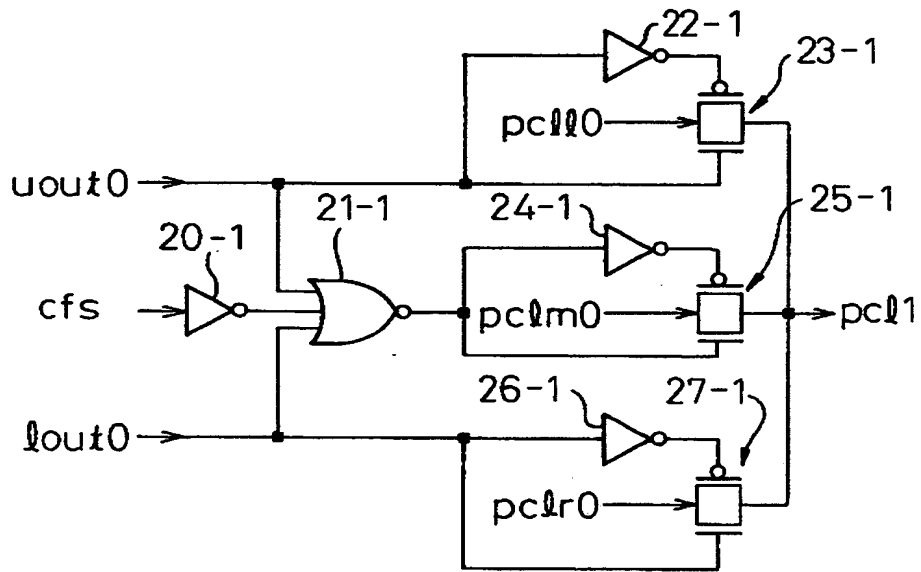 22-1
23-1
pcℓℓ0
uout0
21-1
24-1
25-1
20-1
cfs
pcℓm0
pcℓ1
26-1
27-1
ℓout0
pcℓr0